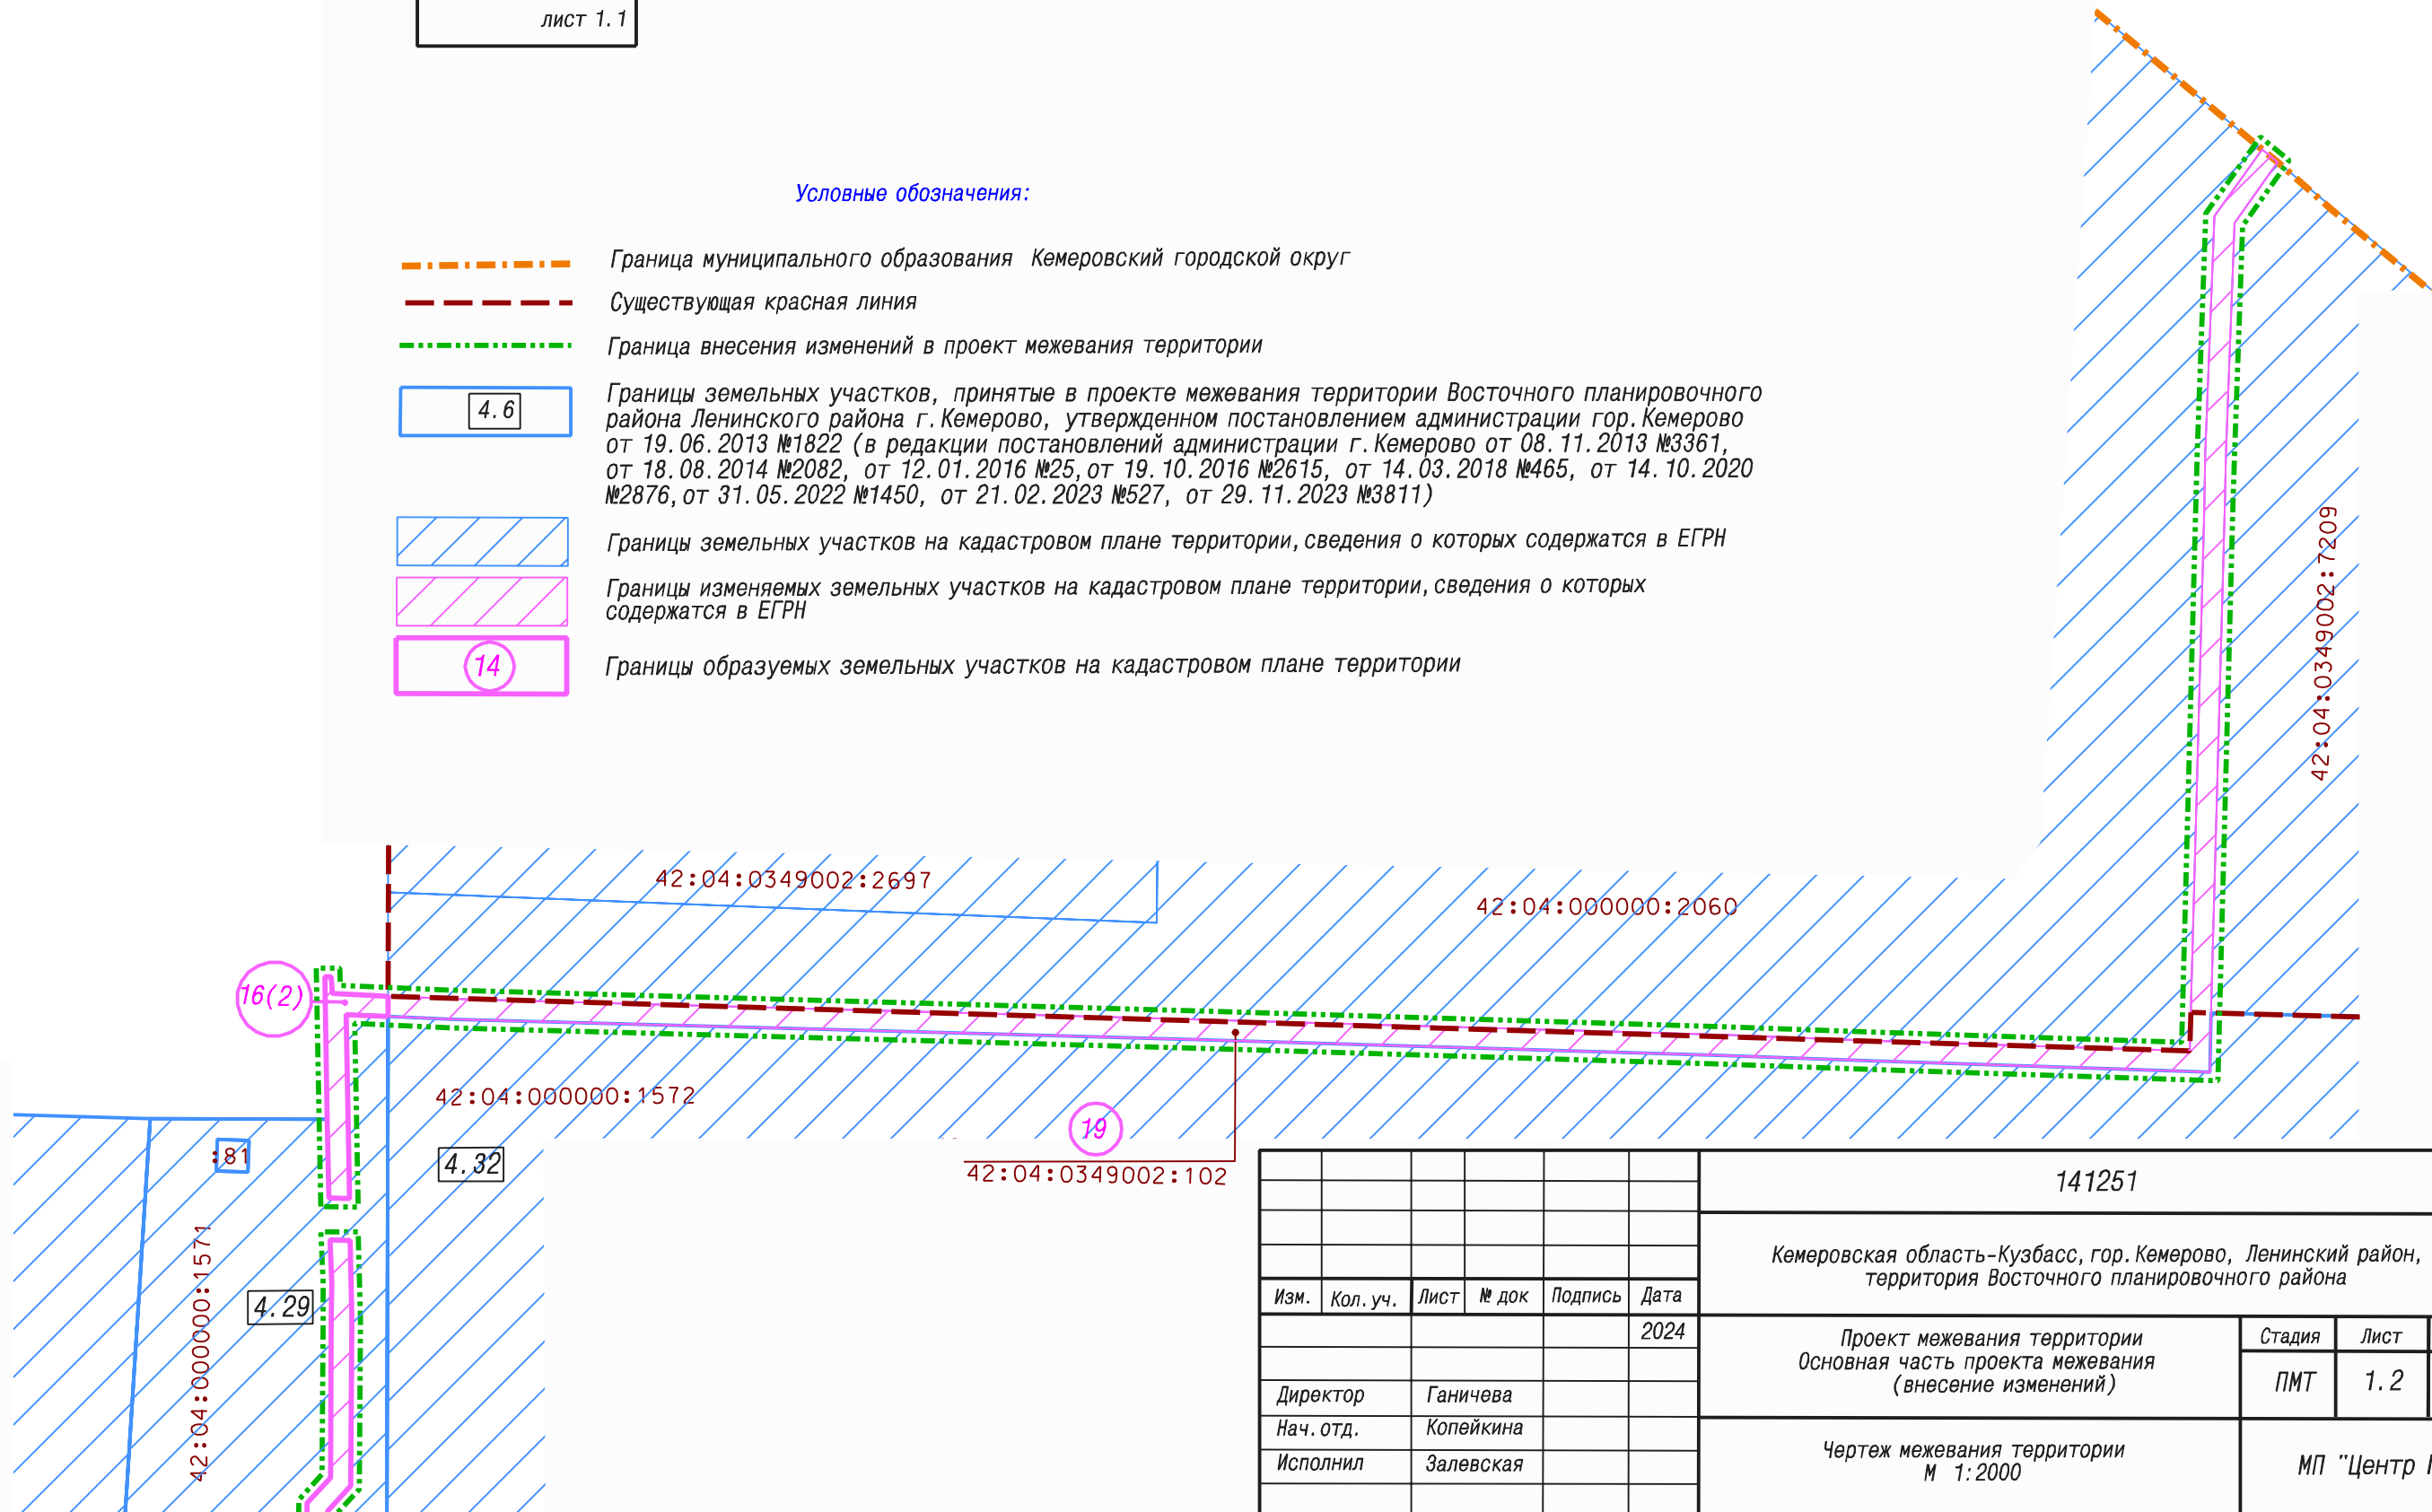 лист 1.1
Условные обозначения:
Граница муниципального образования Кемеровский городской округ
Существующая красная линия
Граница внесения изменений в проект межевания территории
4.6
Границы земельных участков, принятые в проекте межевания территории Восточного планировочного
района Ленинского района г.Кемерово, утвержденном постановлением администрации гор.Кемерово
от 19.06.2013 №1822 (в редакции постановлений администрации г.Кемерово от 08.11.2013 №3361,
от 18.08.2014 №2082, от 12.01.2016 №25,от 19.10.2016 №2615, от 14.03.2018 №465, от 14.10.2020
№2876,от 31.05.2022 №1450, от 21.02.2023 №527, от 29.11.2023 №3811)
Границы земельных участков на кадастровом плане территории,сведения о которых содержатся в ЕГРН
Границы изменяемых земельных участков на кадастровом плане территории,сведения о которых
содержатся в ЕГРН
14
Границы образуемых земельных участков на кадастровом плане территории
42:04:0349002:7209
42:04:0349002:2697
42:04:000000:2060
16(2)
42:04:000000:1572
19
:81
4.32
42:04:0349002:102
42:04:000000:1571
4.29
141251
Кемеровская область-Кузбасс,гор.Кемерово, Ленинский район,
территория Восточного планировочного района
Изм. Кол.уч. Лист № док Подпись Дата
2024
Проект межевания территории
Основная часть проекта межевания
(внесение изменений)
Стадия Лист
ПМТ 1.2
Директор Ганичева
Нач.отд. Копейкина
Исполнил Залевская
Чертеж межевания территории
М 1:2000
МП "Центр